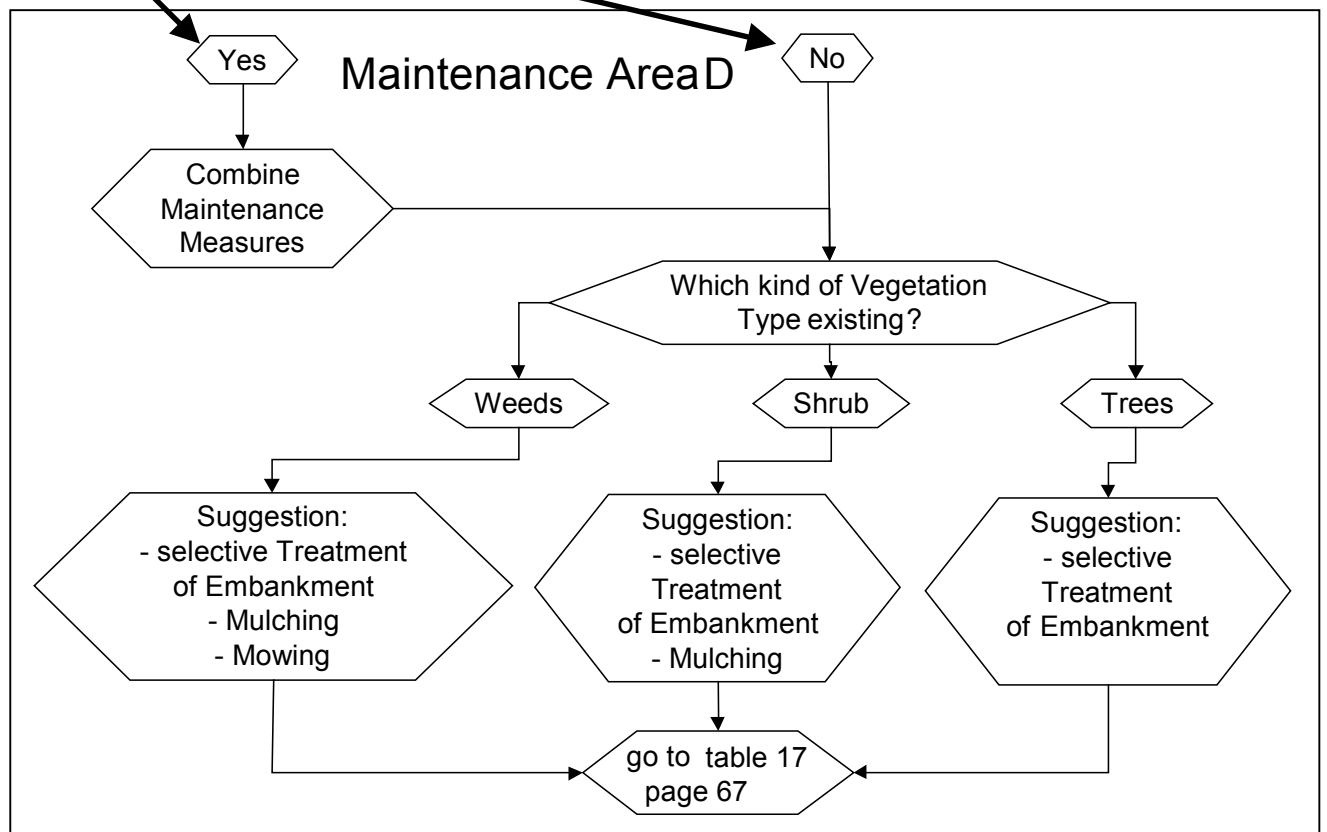 Yes
Maintenance Area D
No
Combine
Maintenance
Measures
Which kind of Vegetation
Type existing?
Weeds
Shrub
Trees
Suggestion:
- selective Treatment
of Embankment
- Mulching
- Mowing
Suggestion:
- selective
Treatment
of Embankment
- Mulching
Suggestion:
- selective
Treatment
of Embankment
go to table 17
page 67